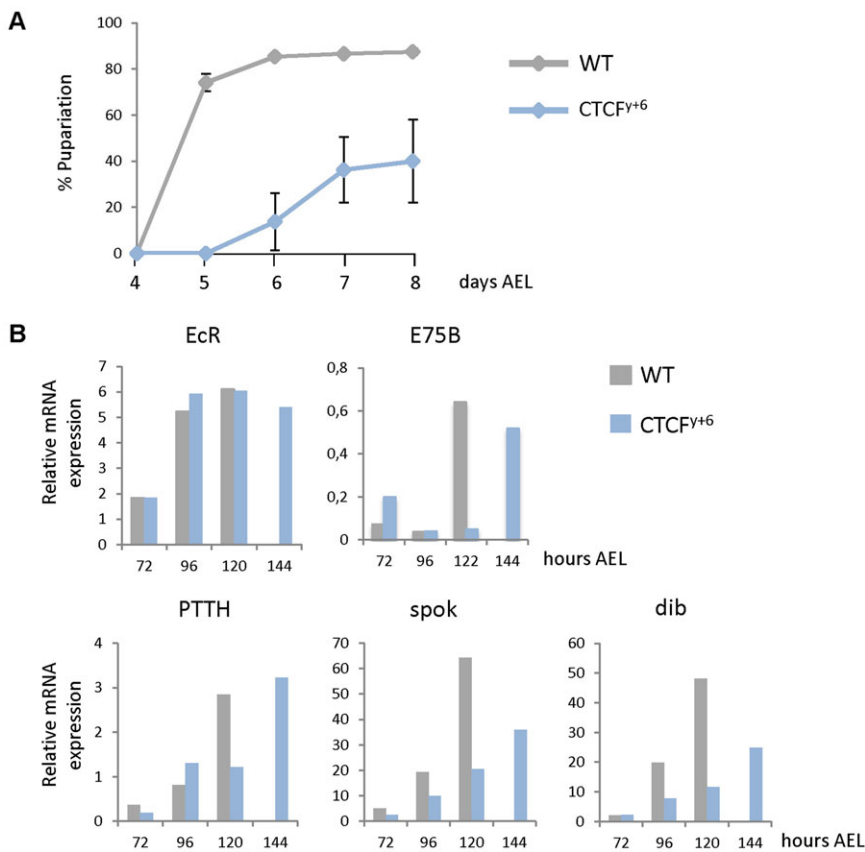 A
100
80
60
40
20
0
% Pupariation
4 5 6 7 8 days AEL
WT
CTCFy+6
B
EcR
7
6
5
4
3
2
1
0
Relative mRNA
expression
72 96 120 144
E75B
0,8
0,6
0,4
0,2
0
72 96 122 144 hours AEL
WT
CTCFy+6
PTTH
4
3
2
1
0
Relative mRNA
expression
72 96 120 144
spok
70
60
50
40
30
20
10
0
72 96 120 144
dib
60
50
40
30
20
10
0
72 96 120 144 hours AEL